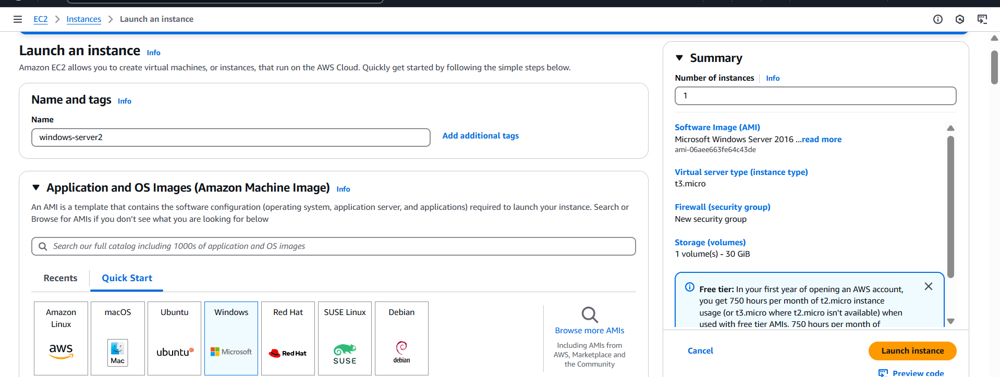 EC2 > Instances > Launch an instance
Launch an instance Info
Amazon EC2 allows you to create virtual machines, or instances, that run on the AWS Cloud. Quickly get started by following the simple steps below.
Name and tags Info
Name
windows-server2
Add additional tags
Application and OS Images (Amazon Machine Image) Info
An AMI is a template that contains the software configuration (operating system, application server, and applications) required to launch your instance. Search or
Browse for AMIs if you don’t see what you are looking for below
Search our full catalog including 1000s of application and OS images
Recents
Quick Start
Amazon
Linux
aws
macOS
Mac
Ubuntu
ubuntu
Windows
Microsoft
Red Hat
Red Hat
SUSE Linux
SUSE
Debian
debian
Browse more AMIs
Including AMIs from
AWS, Marketplace and
the Community
Summary
Number of instances Info
1
Software Image (AMI)
Microsoft Windows Server 2016 ...read more
ami-06aee663fe64c43de
Virtual server type (instance type)
t3.micro
Firewall (security group)
New security group
Storage (volumes)
1 volume(s) - 30 GiB
Free tier: In your first year of opening an AWS account,
you get 750 hours per month of t2.micro instance
usage (or t3.micro where t2.micro isn't available) when
used with free tier AMIs, 750 hours per month of
Cancel
Launch instance
Preview code